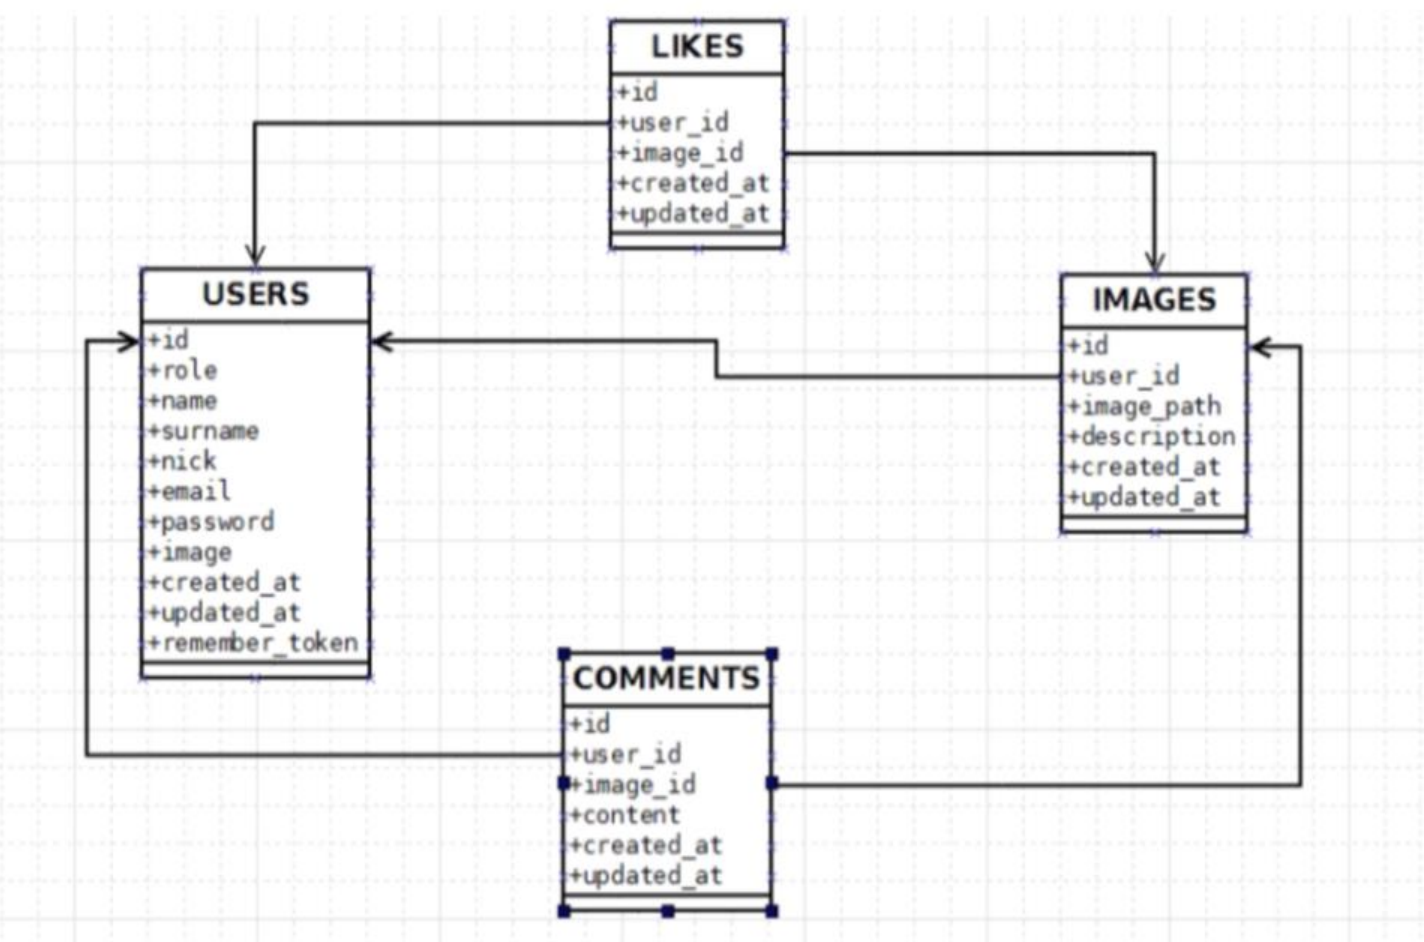 LIKES
+id
+user_id
+image_id
+created_at
+updated_at
USERS
+id
+role
+name
+surname
+nick
+email
+password
+image
+created_at
+updated_at
+remember_token
IMAGES
+id
+user_id
+image_path
+description
+created_at
+updated_at
COMMENTS
+id
+user_id
+image_id
+content
+created_at
+updated_at